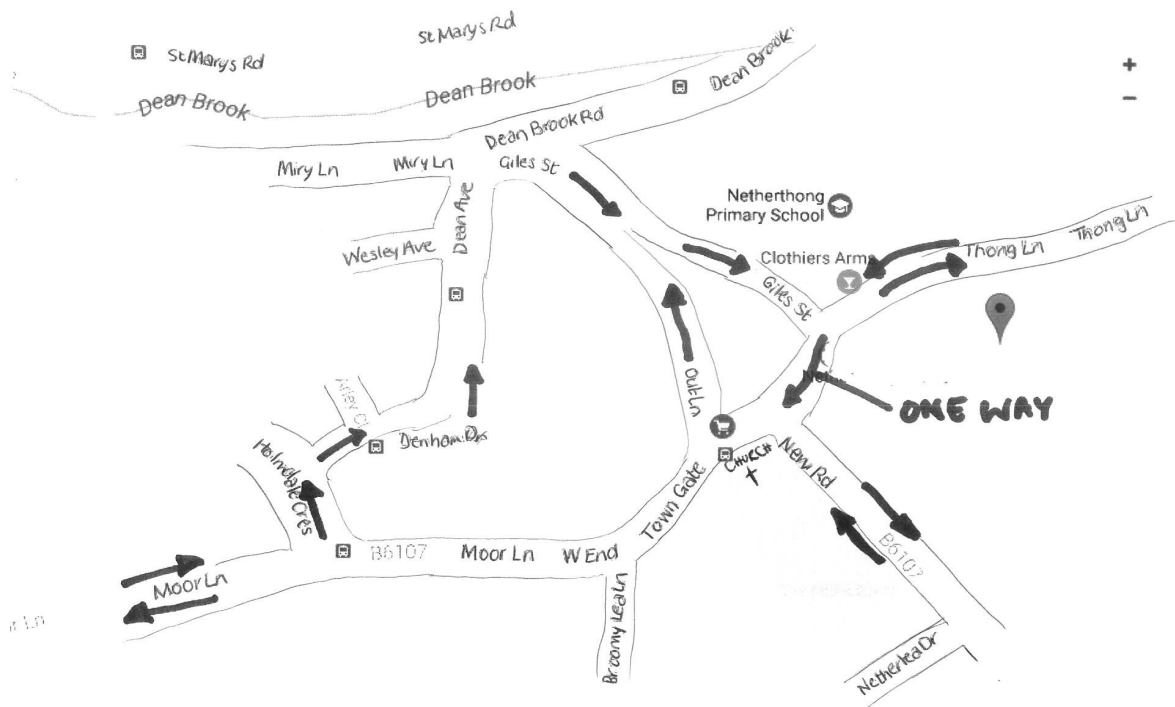 St Marys Rd
St Marys Rd
Dean Brook
Dean Brook
Dean Brook
Dean Brook Rd
Miry Ln
Miry Ln
Giles St
Dean Ave
Wesley Ave
Netherthong
Primary School
Clothiers Arms
Thong Ln
Thong Ln
Giles St
ONE WAY
Out Ln
Denham Drs
Holmdale Cres
CHURCH
New Rd
Town Gate
B6107
Moor Ln
W End
B6107
Moor Ln
Broomy Lea Ln
Netherlea Dr
+
−